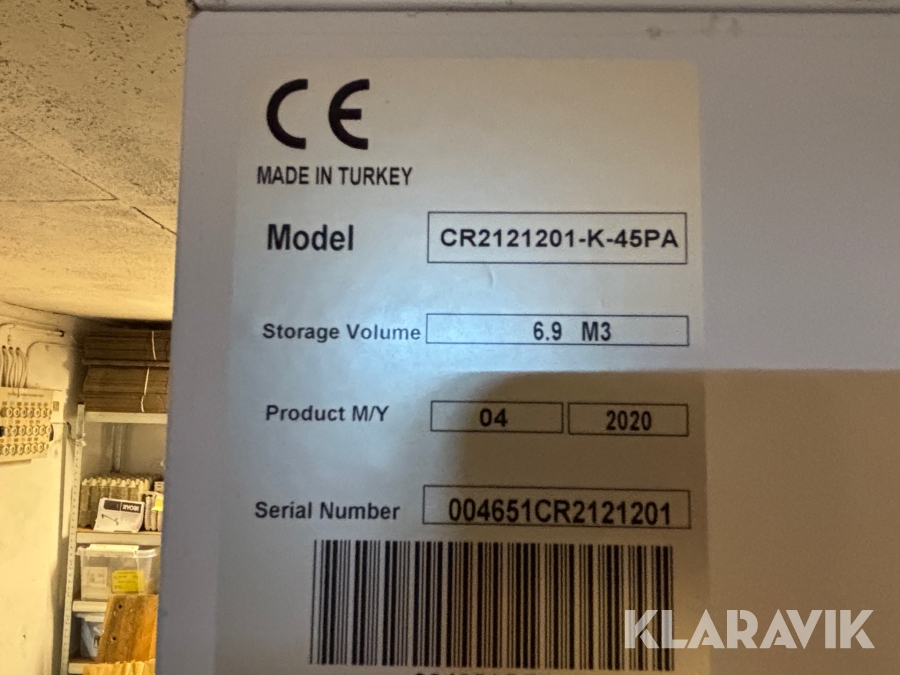 CE
MADE IN TURKEY
Model CR2121201-K-45PA
Storage Volume 6.9 M3
Product M/Y 04 2020
Serial Number 004651CR2121201
KLARAVIK